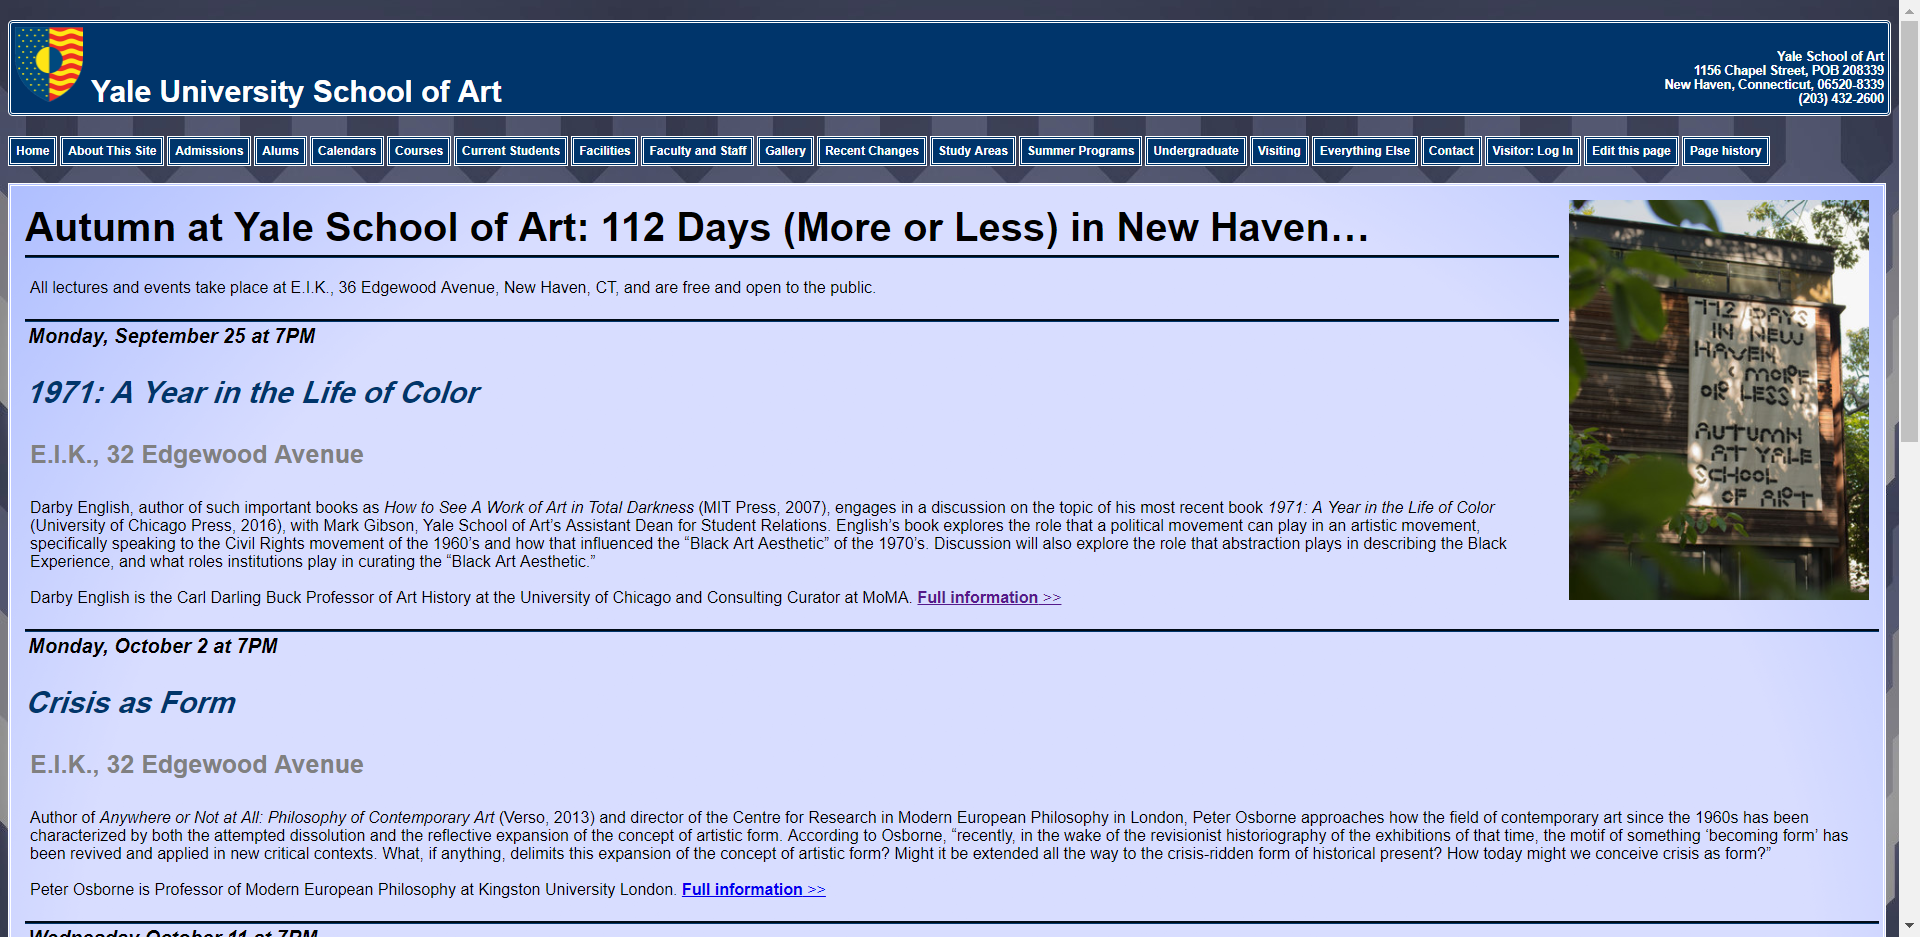 Yale University School of Art
Yale School of Art
1156 Chapel Street, POB 208339
New Haven, Connecticut, 06520-8339
(203) 432-2600
Home About This Site Admissions Alums Calendars Courses Current Students Facilities Faculty and Staff Gallery Recent Changes Study Areas Summer Programs Undergraduate Visiting Everything Else Contact Visitor: Log In Edit this page Page history
Autumn at Yale School of Art: 112 Days (More or Less) in New Haven…
All lectures and events take place at E.I.K., 36 Edgewood Avenue, New Haven, CT, and are free and open to the public.
Monday, September 25 at 7PM
1971: A Year in the Life of Color
E.I.K., 32 Edgewood Avenue
Darby English, author of such important books as How to See A Work of Art in Total Darkness (MIT Press, 2007), engages in a discussion on the topic of his most recent book 1971: A Year in the Life of Color
(University of Chicago Press, 2016), with Mark Gibson, Yale School of Art’s Assistant Dean for Student Relations. English’s book explores the role that a political movement can play in an artistic movement,
specifically speaking to the Civil Rights movement of the 1960’s and how that influenced the “Black Art Aesthetic” of the 1970’s. Discussion will also explore the role that abstraction plays in describing the Black
Experience, and what roles institutions play in curating the “Black Art Aesthetic.”
Darby English is the Carl Darling Buck Professor of Art History at the University of Chicago and Consulting Curator at MoMA. Full information >>
112 DAYS
IN NEW
HAVEN
(MORE
OR LESS)
AUTUMN
AT YALE
SCHOOL
OF ART
Monday, October 2 at 7PM
Crisis as Form
E.I.K., 32 Edgewood Avenue
Author of Anywhere or Not at All: Philosophy of Contemporary Art (Verso, 2013) and director of the Centre for Research in Modern European Philosophy in London, Peter Osborne approaches how the field of contemporary art since the 1960s has been
characterized by both the attempted dissolution and the reflective expansion of the concept of artistic form. According to Osborne, “recently, in the wake of the revisionist historiography of the exhibitions of that time, the motif of something ‘becoming form’ has
been revived and applied in new critical contexts. What, if anything, delimits this expansion of the concept of artistic form? Might it be extended all the way to the crisis-ridden form of historical present? How today might we conceive crisis as form?”
Peter Osborne is Professor of Modern European Philosophy at Kingston University London. Full information >>
Wednesday October 11 at 7PM